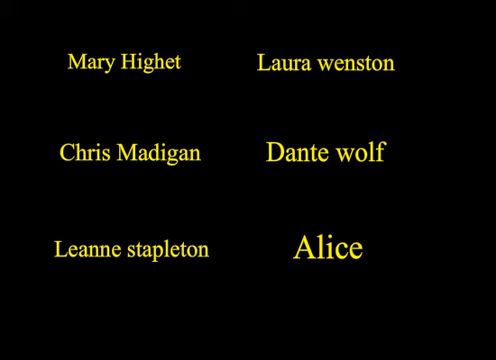 Mary Highet
Laura wenston
Chris Madigan
Dante wolf
Leanne stapleton
Alice